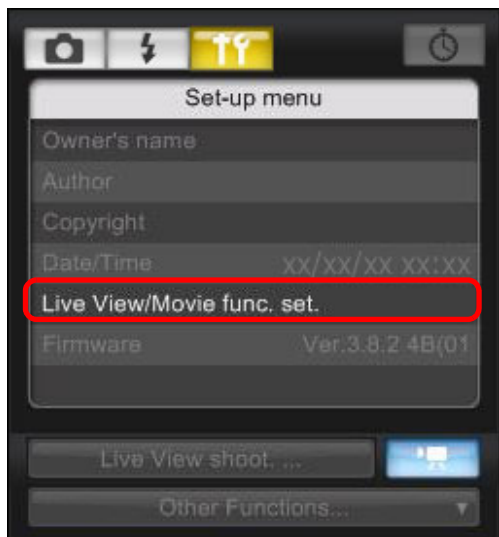 Set-up menu
Owner's name
Author
Copyright
Date/Time xx/xx/xx xx:xx
Live View/Movie func. set.
Firmware Ver.3.8.2 4B(01
Live View shoot. ...
Other Functions...